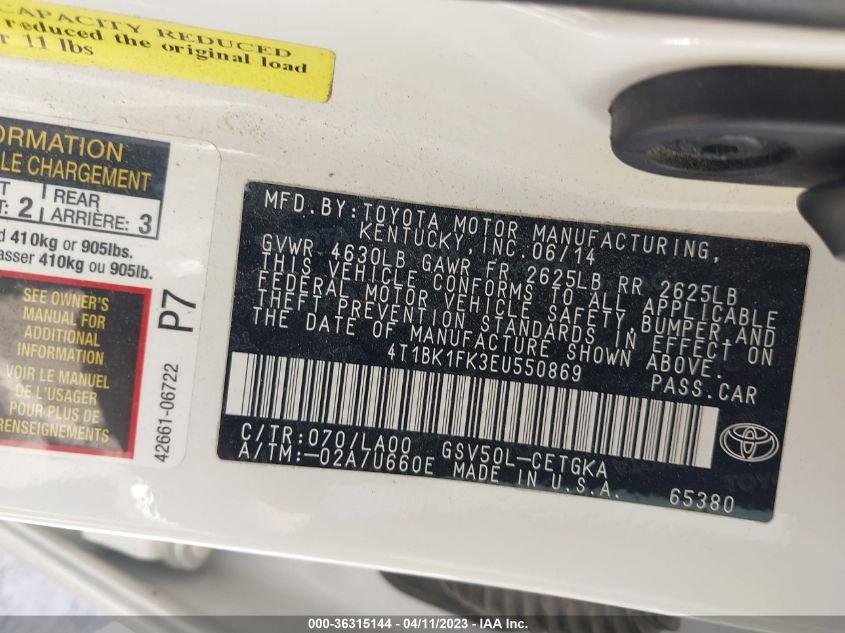 CAPACITY REDUCED
reduced the original load
r 11 lbs
ORMATION
LE CHARGEMENT
T
: 2
REAR
ARRIÈRE: 3
d 410kg or 905lbs.
asser 410kg ou 905lb.
SEE OWNER'S
MANUAL FOR
ADDITIONAL
INFORMATION
VOIR LE MANUEL
DE L'USAGER
POUR PLUS DE
RENSEIGNEMENTS
P7
42661-06722
MFD.BY:TOYOTA MOTOR MANUFACTURING,
KENTUCKY,INC.06/14
GVWR 4630LB GAWR FR 2625LB RR 2625LB
THIS VEHICLE CONFORMS TO ALL APPLICABLE
FEDERAL MOTOR VEHICLE SAFETY,BUMPER,AND
THEFT PREVENTION STANDARDS IN EFFECT ON
THE DATE OF MANUFACTURE SHOWN ABOVE.
4T1BK1FK3EU550869
PASS.CAR
C/TR:070/LA00 GSV50L-CETGKA
A/TM:-02A/U660E MADE IN U.S.A.
65380
TOYOTA
000-36315144 - 04/11/2023 - IAA Inc.